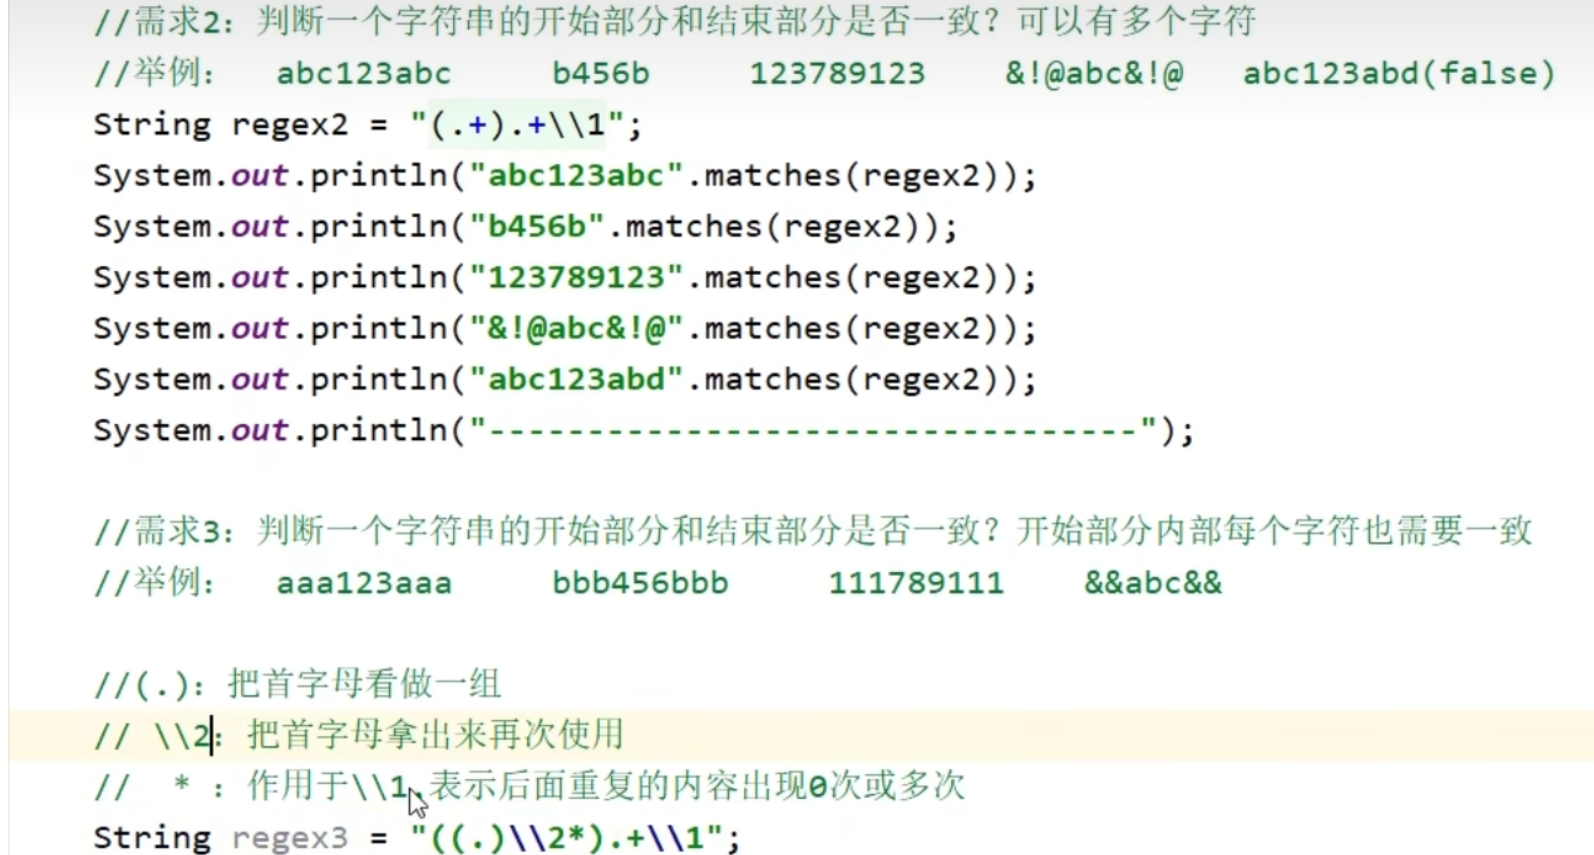 //需求2：判断一个字符串的开始部分和结束部分是否一致？可以有多个字符
//举例： abc123abc b456b 123789123 &!@abc&!@ abc123abd(false)
String regex2 = "(.+).+\\1";
System.out.println("abc123abc".matches(regex2));
System.out.println("b456b".matches(regex2));
System.out.println("123789123".matches(regex2));
System.out.println("&!@abc&!@".matches(regex2));
System.out.println("abc123abd".matches(regex2));
System.out.println("---------------------------------");
//需求3：判断一个字符串的开始部分和结束部分是否一致？开始部分内部每个字符也需要一致
//举例： aaa123aaa bbb456bbb 111789111 &&abc&&
//(.)：把首字母看做一组
// \\2：把首字母拿出来再次使用
// * ：作用于\\1,表示后面重复的内容出现0次或多次
String regex3 = "((.)\\2*).+\\1";